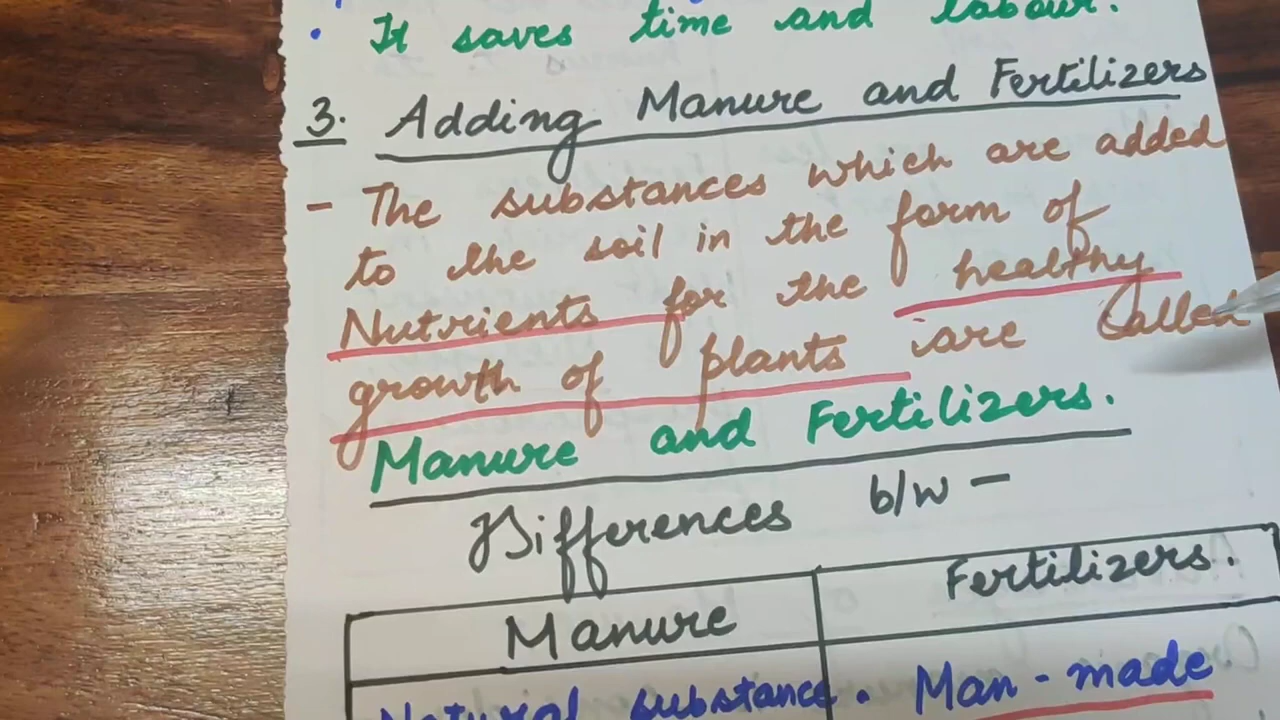 • It saves time and labour.
3. Adding Manure and Fertilizers
- The substances which are added
to the soil in the form of
Nutrients for the healthy
growth of plants are called
Manure and Fertilizers.
Differences b/w -
Manure Fertilizers.
Natural substance. Man-made